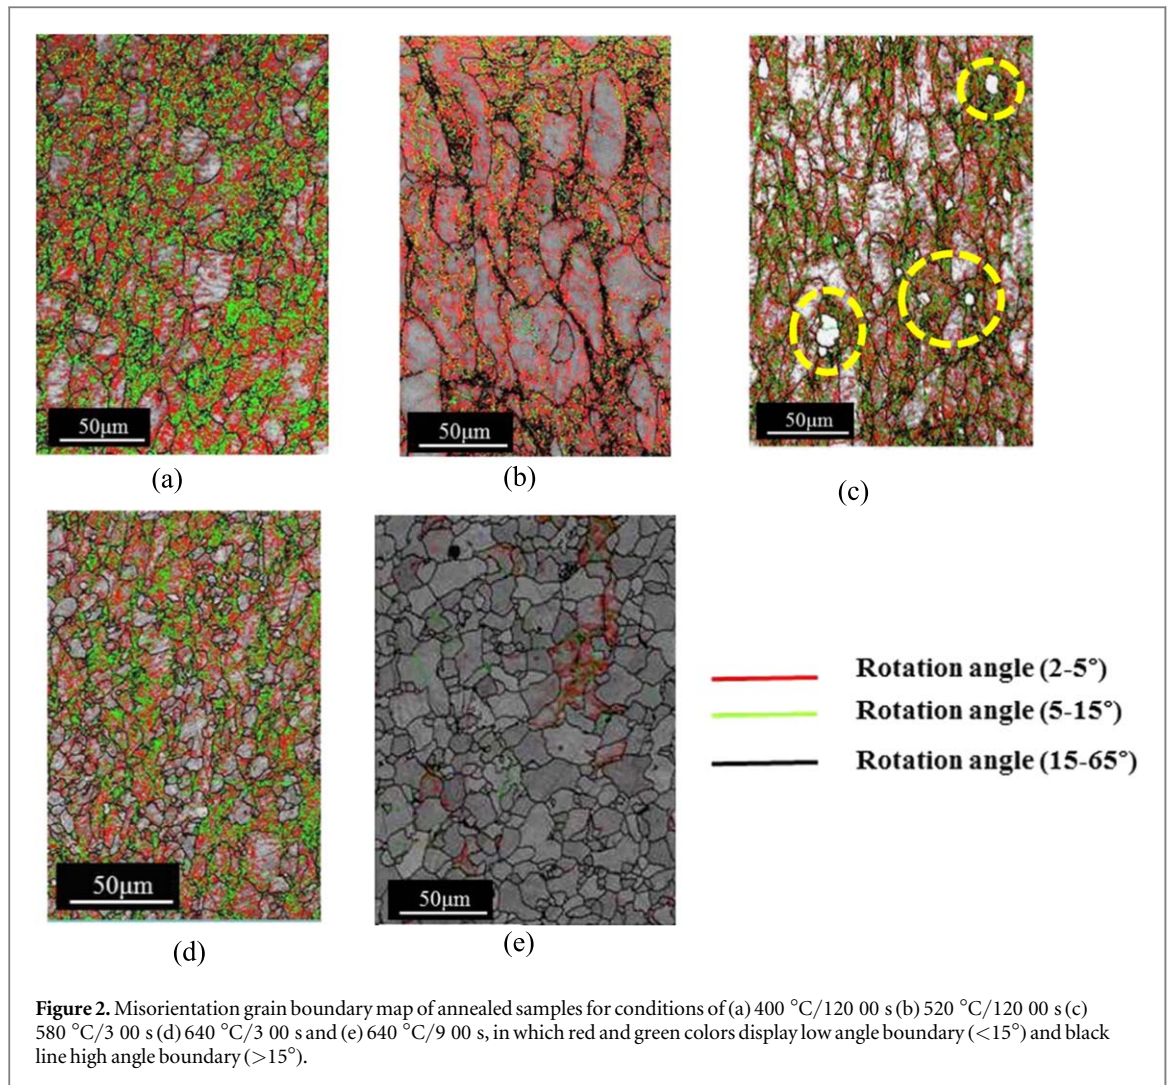 50μm
50μm
50μm
(a)
(b)
(c)
50μm
50μm
Rotation angle (2-5°)
Rotation angle (5-15°)
Rotation angle (15-65°)
(d)
(e)
Figure 2. Misorientation grain boundary map of annealed samples for conditions of (a) 400 °C/120 00 s (b) 520 °C/120 00 s (c)
580 °C/3 00 s (d) 640 °C/3 00 s and (e) 640 °C/9 00 s, in which red and green colors display low angle boundary (<15°) and black
line high angle boundary (>15°).